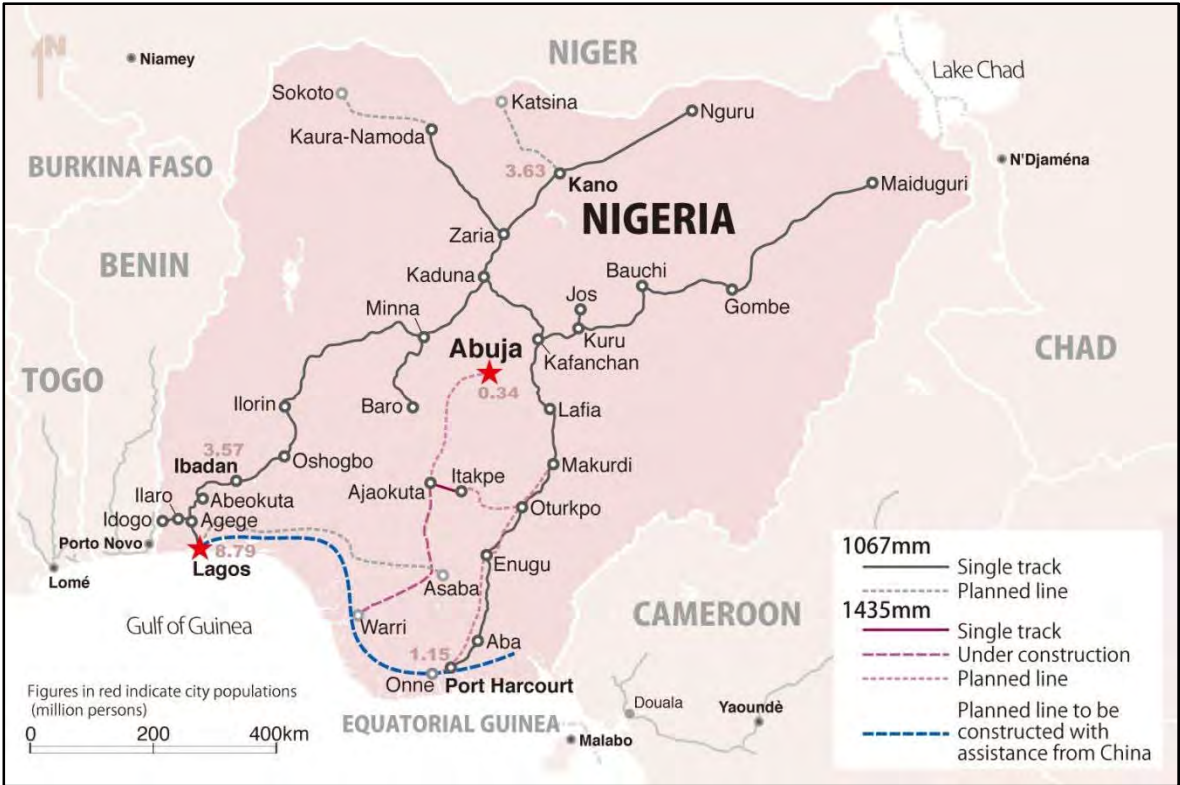 N
Niamey
NIGER
Lake Chad
Sokoto
Katsina
Nguru
Kaura-Namoda
BURKINA FASO
3.63
Kano
N'Djaména
Maiduguri
NIGERIA
Zaria
BENIN
Kaduna
Bauchi
Jos
Gombe
Minna
Kuru
Kafanchan
Abuja
CHAD
TOGO
0.34
Ilorin
Baro
Lafia
3.57
Ibadan
Oshogbo
Makurdi
Itakpe
Ajaokuta
Ilaro
Abeokuta
Oturkpo
Idogo
Agege
Porto Novo
8.79
Lagos
Lomé
Enugu
Asaba
CAMEROON
Gulf of Guinea
Warri
Aba
1.15
Onne
Port Harcourt
Douala
Yaoundè
EQUATORIAL GUINEA
Malabo
Figures in red indicate city populations
(million persons)
0 200 400km
1067mm
Single track
Planned line
1435mm
Single track
Under construction
Planned line
Planned line to be
constructed with
assistance from China